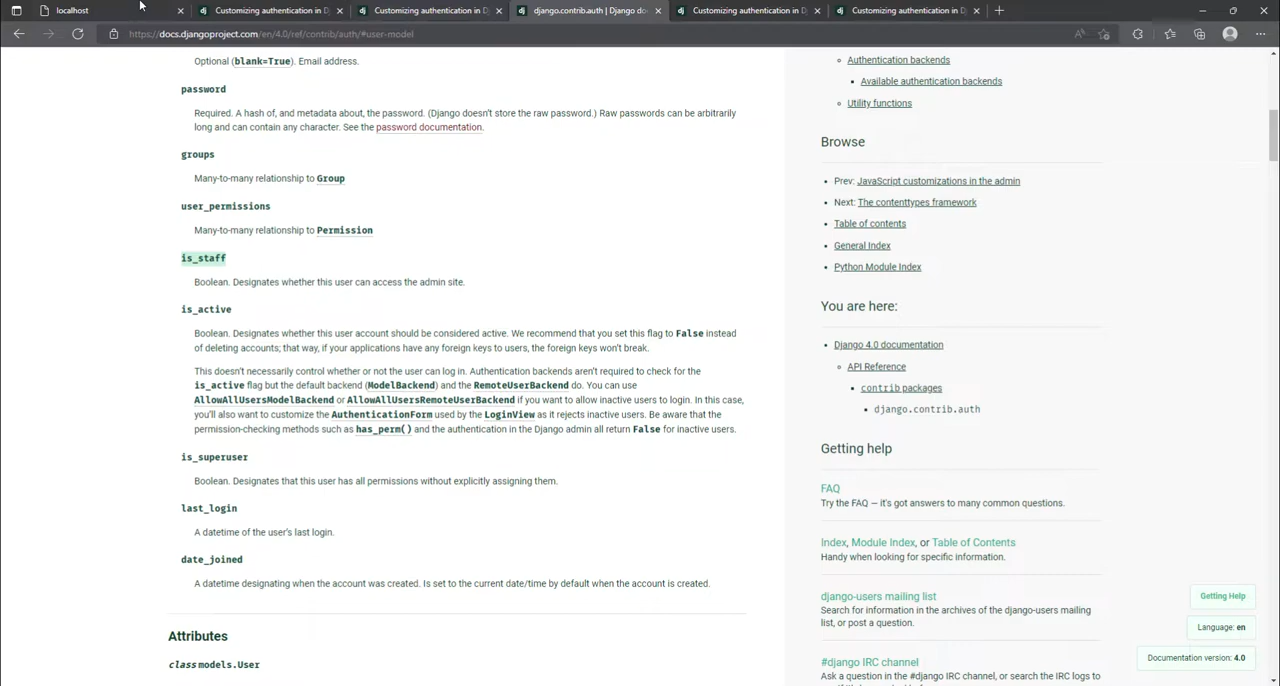 localhost
Customizing authentication in D
Customizing authentication in D
django.contrib.auth | Django do
Customizing authentication in D
Customizing authentication in D
https://docs.djangoproject.com/en/4.0/ref/contrib/auth/#user-model
Optional (blank=True). Email address.
password
Required. A hash of, and metadata about, the password. (Django doesn't store the raw password.) Raw passwords can be arbitrarily
long and can contain any character. See the password documentation.
groups
Many-to-many relationship to Group
user_permissions
Many-to-many relationship to Permission
is_staff
Boolean. Designates whether this user can access the admin site.
is_active
Boolean. Designates whether this user account should be considered active. We recommend that you set this flag to False instead
of deleting accounts; that way, if your applications have any foreign keys to users, the foreign keys won't break.
This doesn't necessarily control whether or not the user can log in. Authentication backends aren't required to check for the
is_active flag but the default backend (ModelBackend) and the RemoteUserBackend do. You can use
AllowAllUsersModelBackend or AllowAllUsersRemoteUserBackend if you want to allow inactive users to login. In this case,
you'll also want to customize the AuthenticationForm used by the LoginView as it rejects inactive users. Be aware that the
permission-checking methods such as has_perm() and the authentication in the Django admin all return False for inactive users.
is_superuser
Boolean. Designates that this user has all permissions without explicitly assigning them.
last_login
A datetime of the user's last login.
date_joined
A datetime designating when the account was created. Is set to the current date/time by default when the account is created.
Attributes
class models.User
Authentication backends
Available authentication backends
Utility functions
Browse
Prev: JavaScript customizations in the admin
Next: The contenttypes framework
Table of contents
General Index
Python Module Index
You are here:
Django 4.0 documentation
API Reference
contrib packages
django.contrib.auth
Getting help
FAQ
Try the FAQ — it's got answers to many common questions.
Index, Module Index, or Table of Contents
Handy when looking for specific information.
django-users mailing list
Search for information in the archives of the django-users mailing
list, or post a question.
#django IRC channel
Ask a question in the #django IRC channel, or search the IRC logs to
Getting Help
Language: en
Documentation version: 4.0